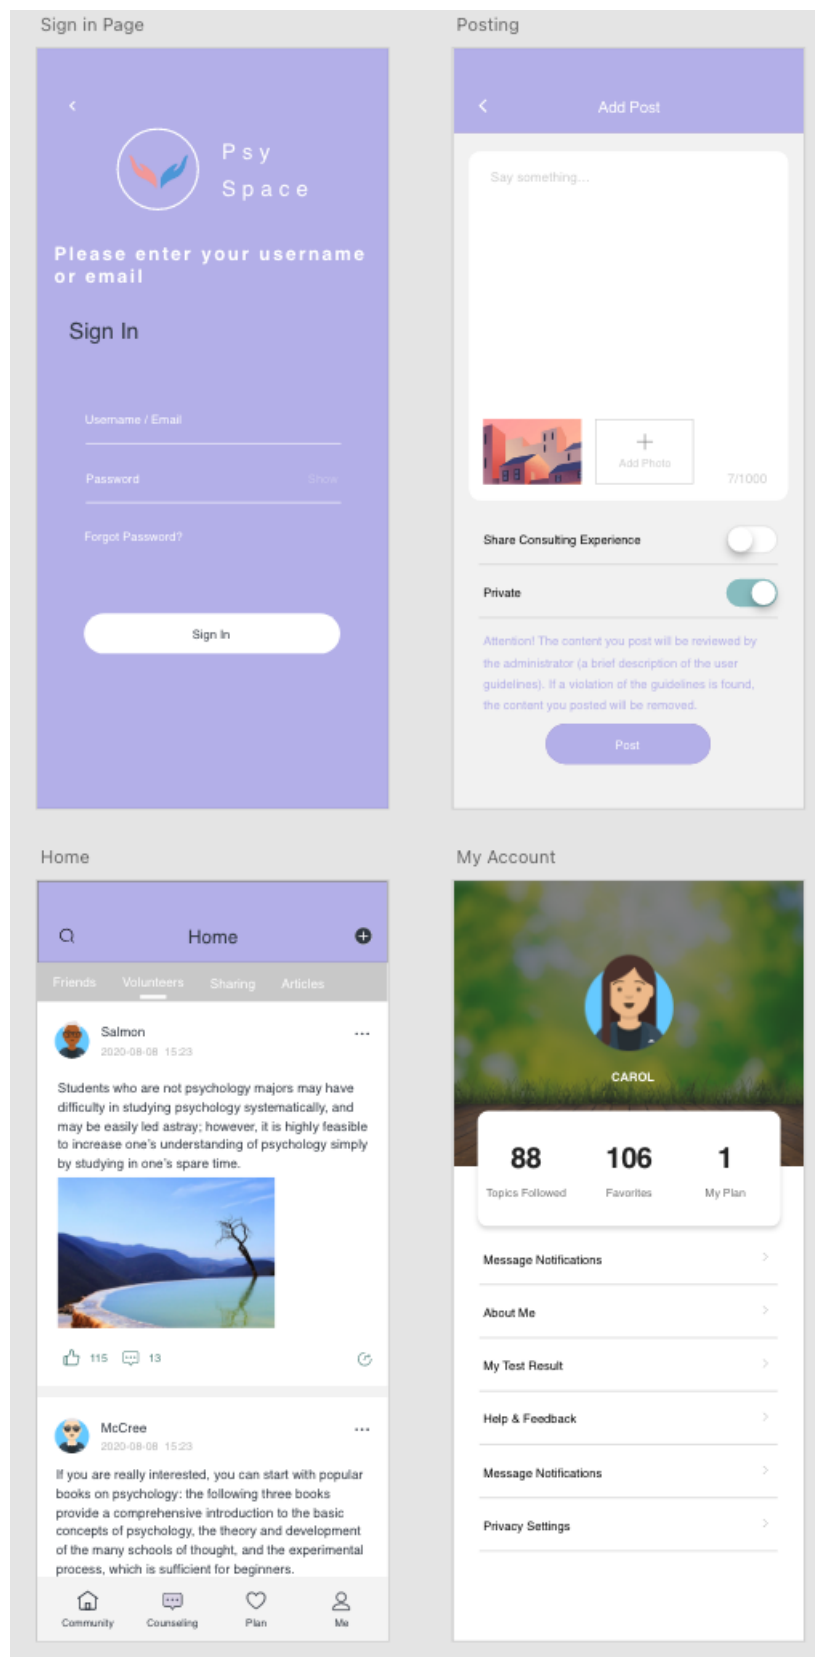 Sign in Page
Psy
Space
Please enter your username
or email
Sign In
Username / Email
Password Show
Forgot Password?
Sign In
Posting
Add Post
Say something...
Add Photo
7/1000
Share Consulting Experience
Private
Attention! The content you post will be reviewed by
the administrator (a brief description of the user
guidelines). If a violation of the guidelines is found,
the content you posted will be removed.
Post
Home
Home
Friends Volunteers Sharing Articles
Salmon
2020-08-08 15:23
Students who are not psychology majors may have
difficulty in studying psychology systematically, and
may be easily led astray; however, it is highly feasible
to increase one's understanding of psychology simply
by studying in one's spare time.
115 13
McCree
2020-08-08 15:23
If you are really interested, you can start with popular
books on psychology: the following three books
provide a comprehensive introduction to the basic
concepts of psychology, the theory and development
of the many schools of thought, and the experimental
process, which is sufficient for beginners.
Community Counseling Plan Me
My Account
CAROL
88 106 1
Topics Followed Favorites My Plan
Message Notifications
About Me
My Test Result
Help & Feedback
Message Notifications
Privacy Settings